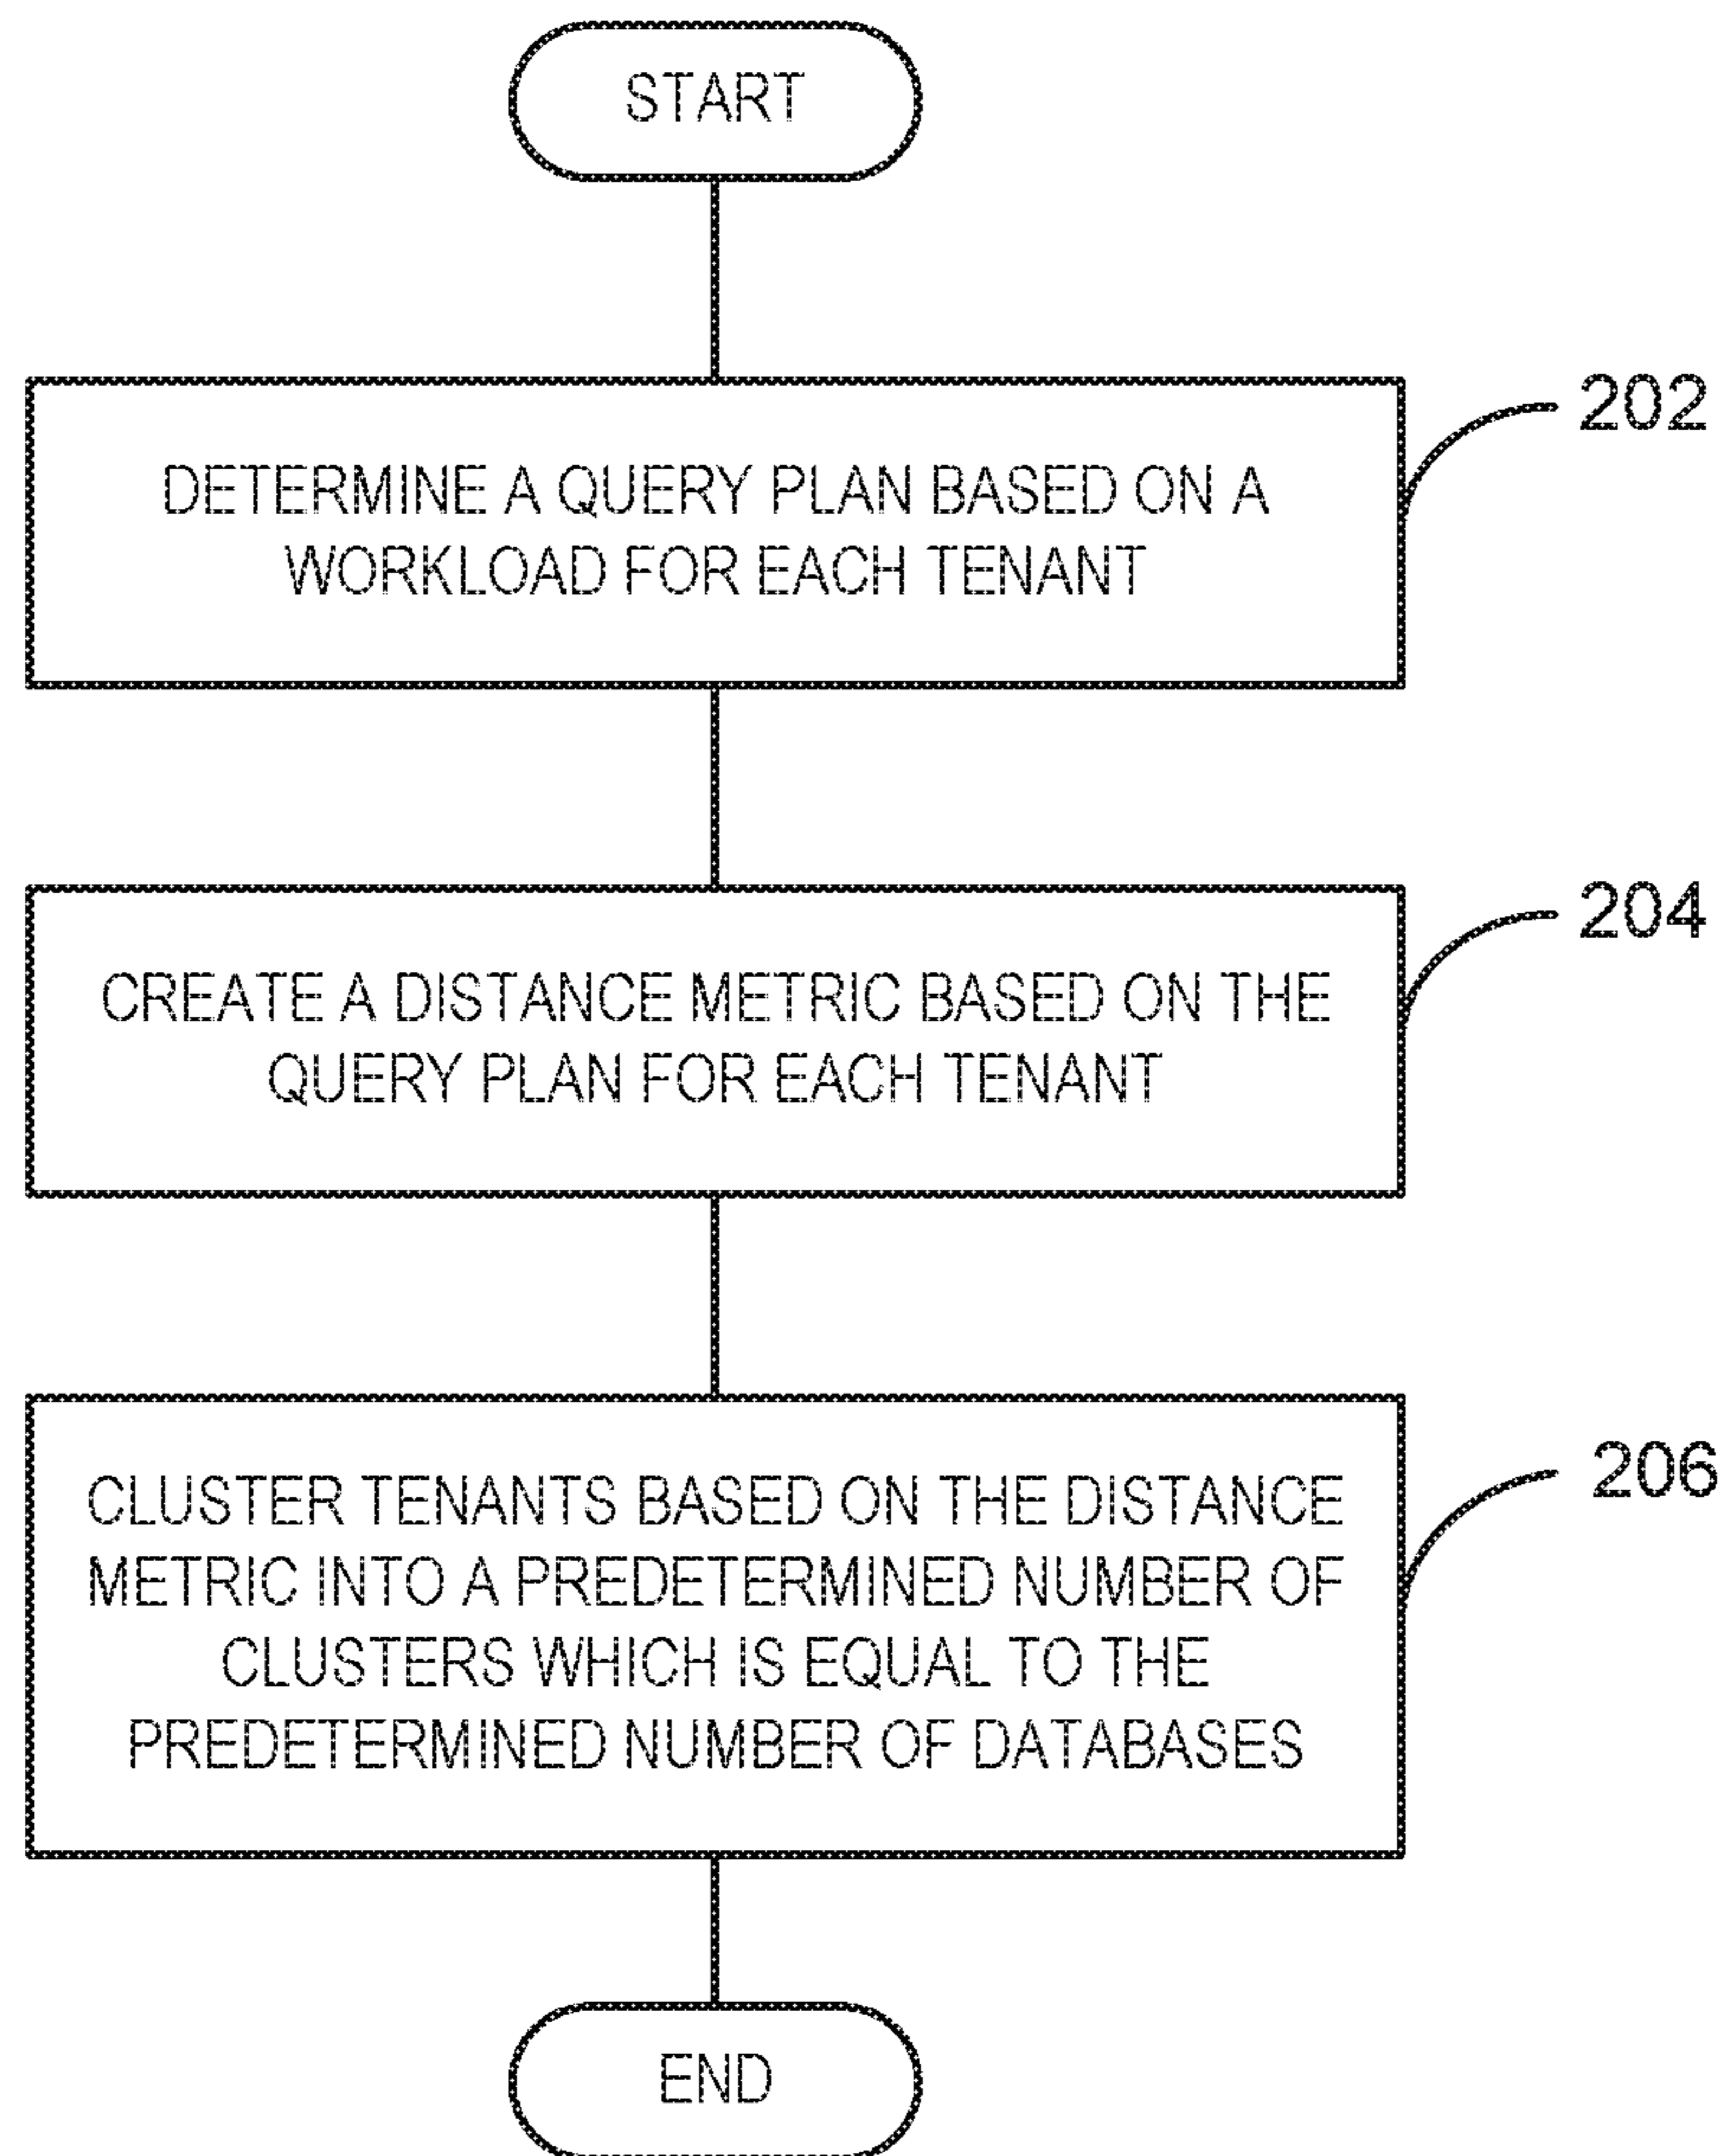 START
202
DETERMINE A QUERY PLAN BASED ON A
WORKLOAD FOR EACH TENANT
204
CREATE A DISTANCE METRIC BASED ON THE
QUERY PLAN FOR EACH TENANT
206
CLUSTER TENANTS BASED ON THE DISTANCE
METRIC INTO A PREDETERMINED NUMBER OF
CLUSTERS WHICH IS EQUAL TO THE
PREDETERMINED NUMBER OF DATABASES
END